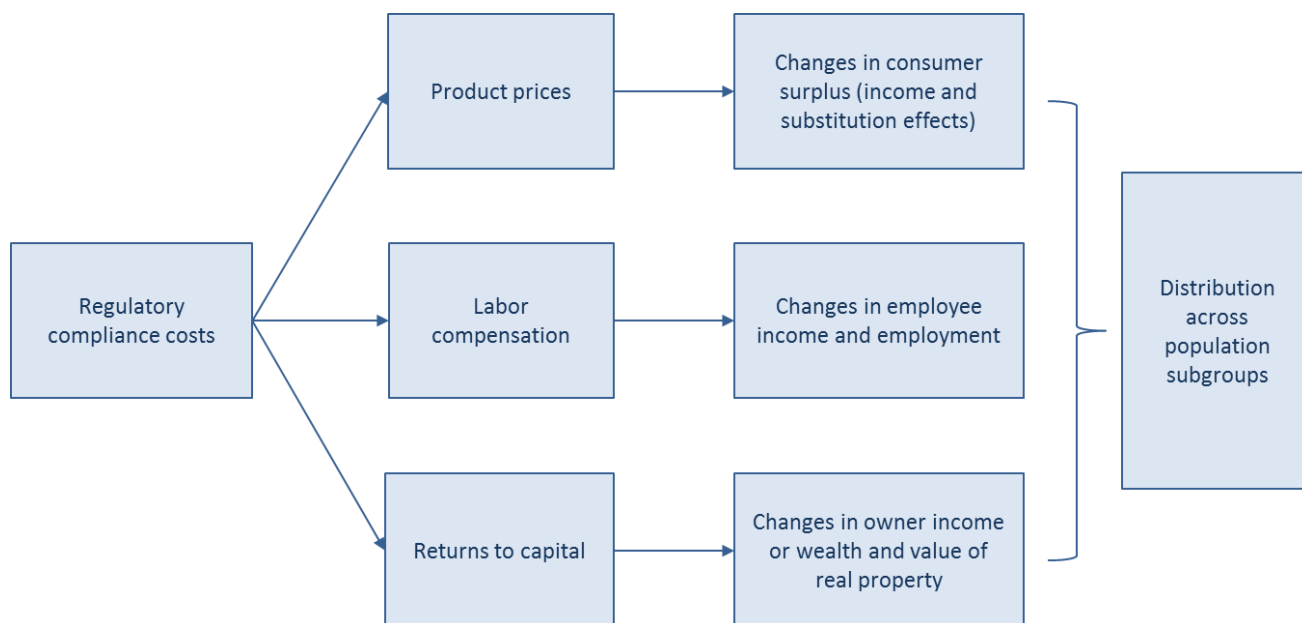 Regulatory
compliance costs
Product prices
Changes in consumer
surplus (income and
substitution effects)
Labor
compensation
Changes in employee
income and employment
Returns to capital
Changes in owner income
or wealth and value of
real property
Distribution
across
population
subgroups